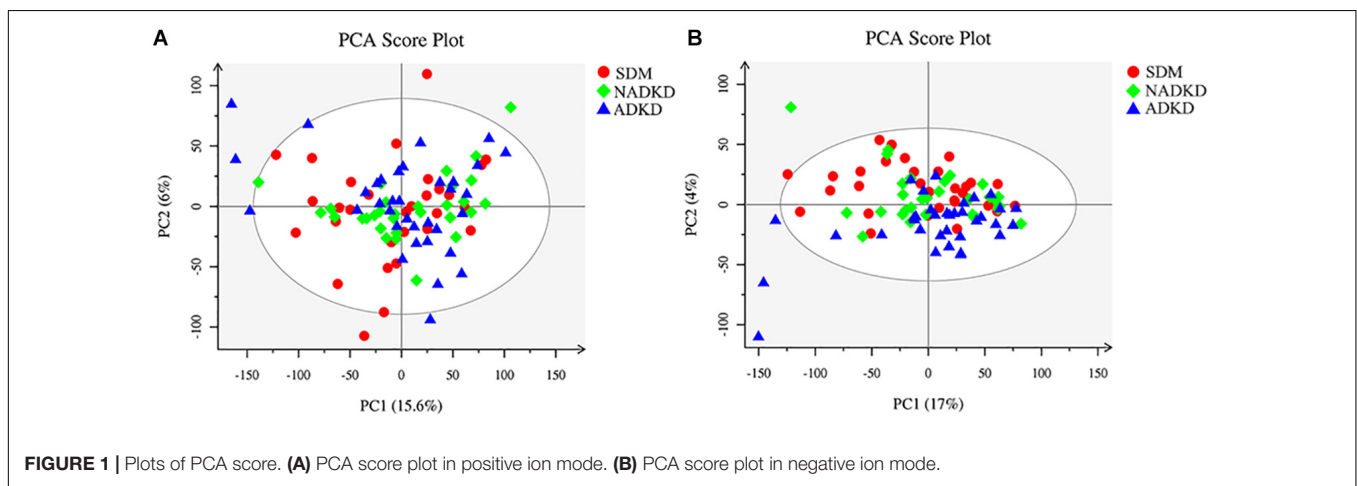 A
PCA Score Plot
SDM
NADKD
ADKD
PC2 (6%)
100
50
0
-50
-100
-150 -100 -50 0 50 100 150
PC1 (15.6%)
B
PCA Score Plot
SDM
NADKD
ADKD
PC2 (4%)
100
50
0
-50
-100
-150 -100 -50 0 50 100 150
PC1 (17%)
FIGURE 1 | Plots of PCA score. (A) PCA score plot in positive ion mode. (B) PCA score plot in negative ion mode.